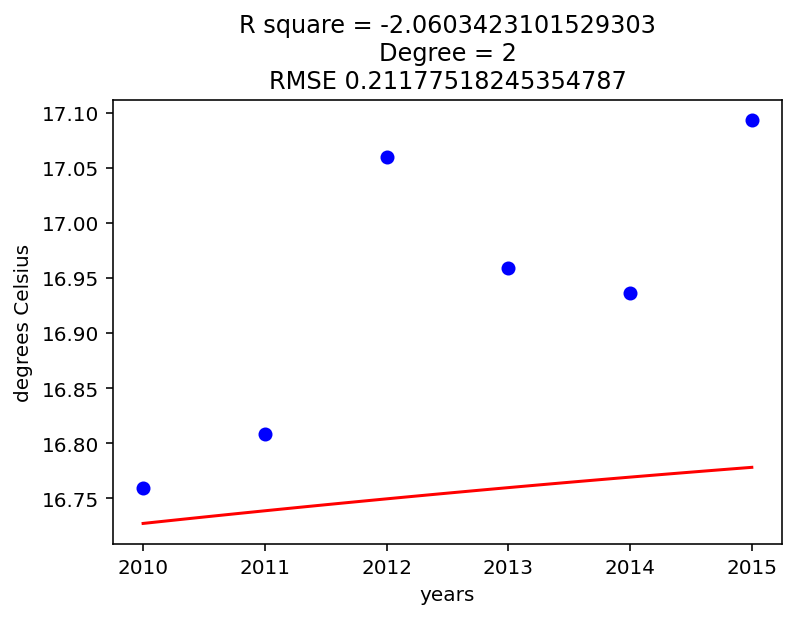 R square = -2.0603423101529303
Degree = 2
RMSE 0.21177518245354787
17.10
17.05
17.00
16.95
16.90
16.85
16.80
16.75
degrees Celsius
2010 2011 2012 2013 2014 2015
years